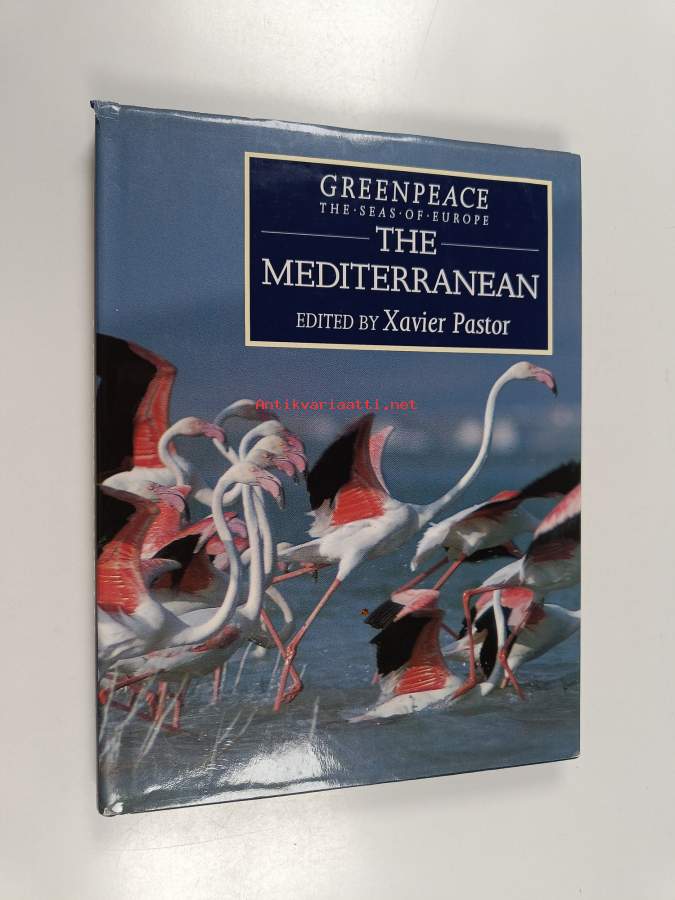 GREENPEACE
THE·SEAS·OF·EUROPE
THE
MEDITERRANEAN
EDITED BY Xavier Pastor
Antikvariaatti.net